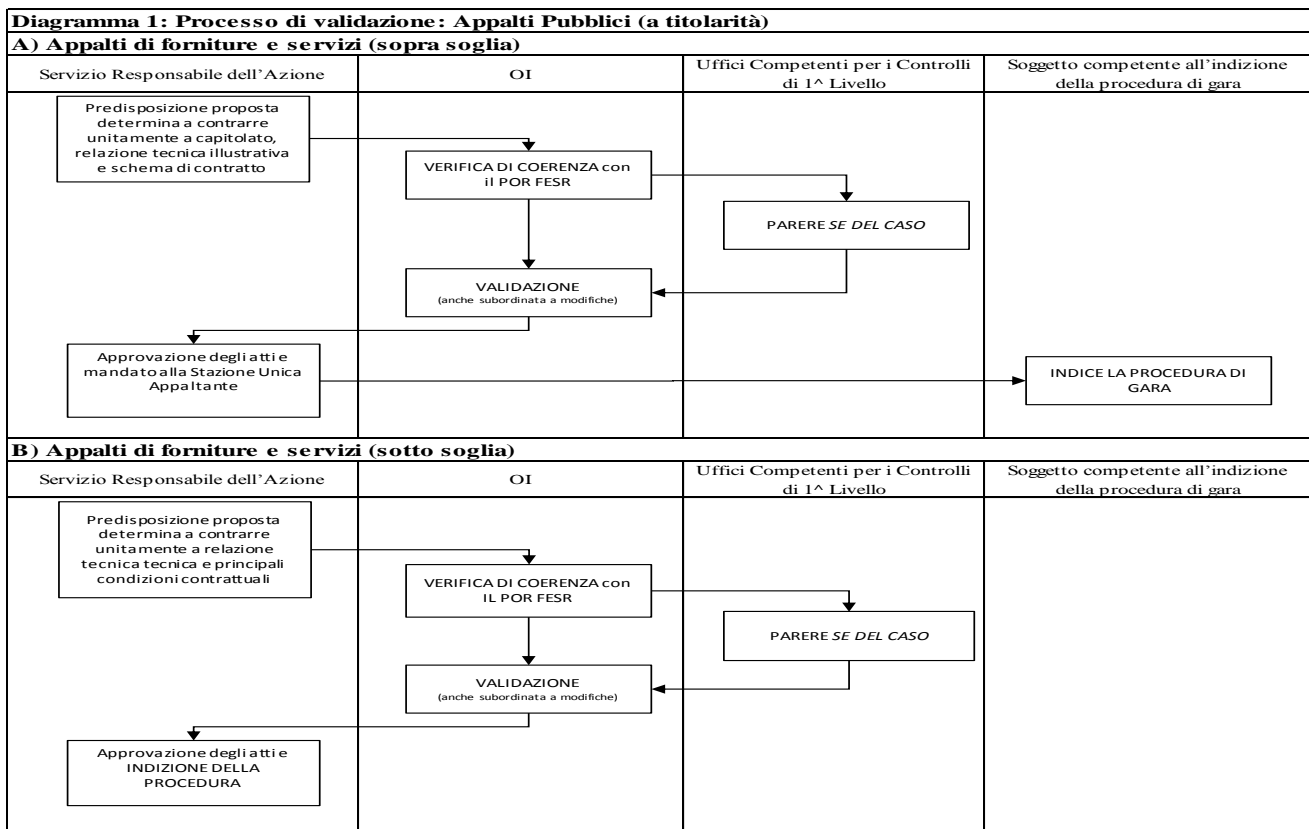 Diagramma 1: Processo di validazione: Appalti Pubblici (a titolarità)
A) Appalti di forniture e servizi (sopra soglia)
Servizio Responsabile dell'Azione
OI
Uffici Competenti per i Controlli
di 1^ Livello
Soggetto competente all'indizione
della procedura di gara
Predisposizione proposta
determina a contrarre
unitamente a capitolato,
relazione tecnica illustrativa
e schema di contratto
VERIFICA DI COERENZA con
il POR FESR
PARERE SE DEL CASO
VALIDAZIONE
(anche subordinata a modifiche)
Approvazione degli atti e
mandato alla Stazione Unica
Appaltante
INDICE LA PROCEDURA DI
GARA
B) Appalti di forniture e servizi (sotto soglia)
Servizio Responsabile dell'Azione
OI
Uffici Competenti per i Controlli
di 1^ Livello
Soggetto competente all'indizione
della procedura di gara
Predisposizione proposta
determina a contrarre
unitamente a relazione
tecnica tecnica e principali
condizioni contrattuali
VERIFICA DI COERENZA con
IL POR FESR
PARERE SE DEL CASO
VALIDAZIONE
(anche subordinata a modifiche)
Approvazione degli atti e
INDIZIONE DELLA
PROCEDURA